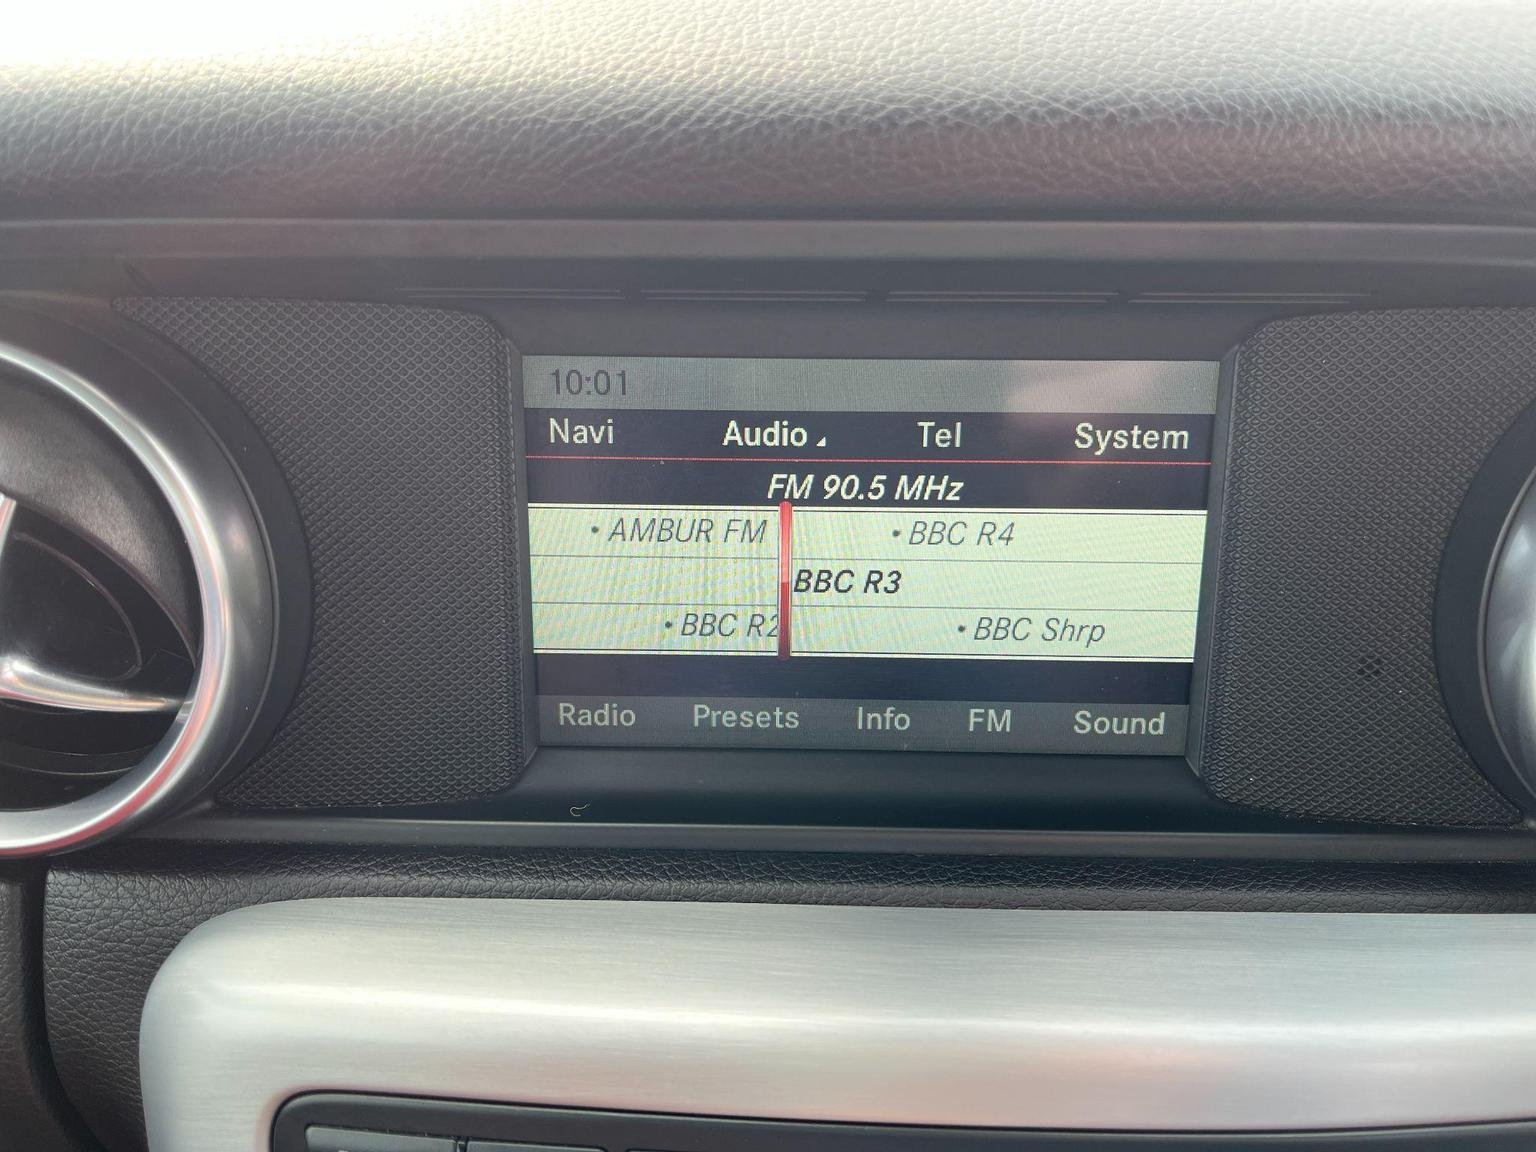 10:01
Navi Audio Tel System
FM 90.5 MHz
• AMBUR FM • BBC R4
BBC R3
• BBC R2 • BBC Shrp
Radio Presets Info FM Sound